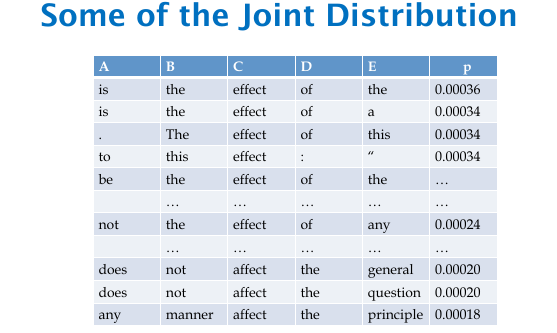 Some of the Joint Distribution
A B C D E p
is the effect of the 0.00036
is the effect of a 0.00034
. The effect of this 0.00034
to this effect : “ 0.00034
be the effect of the …
… … … … …
not the effect of any 0.00024
… … … … …
does not affect the general 0.00020
does not affect the question 0.00020
any manner affect the principle 0.00018